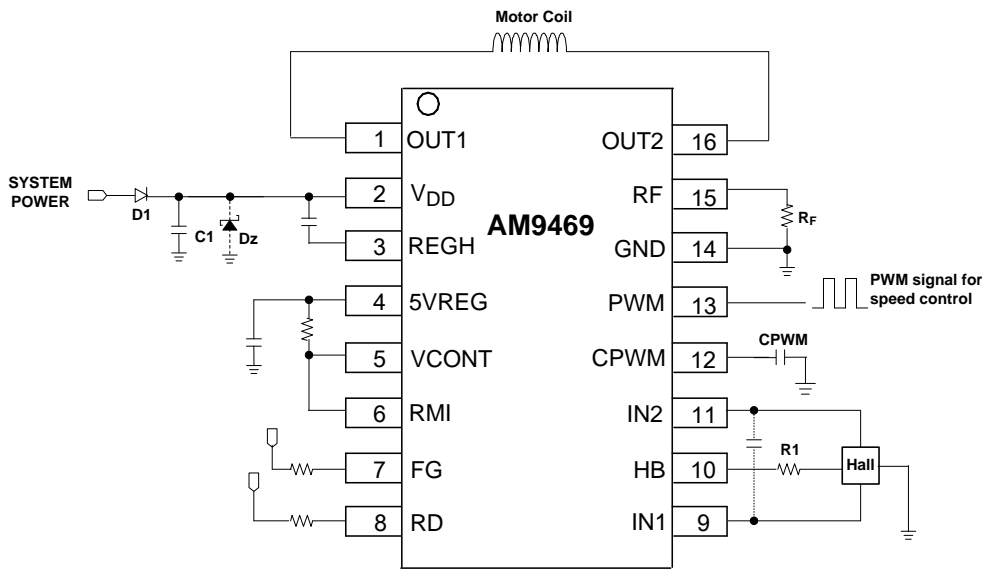 Motor Coil
1 OUT1
OUT2 16
SYSTEM
POWER
D1
C1
Dz
2 VDD
RF 15
RF
AM9469
3 REGH
GND 14
4 5VREG
PWM 13
PWM signal for
speed control
5 VCONT
CPWM 12
CPWM
6 RMI
IN2 11
7 FG
HB 10
R1
Hall
8 RD
IN1 9